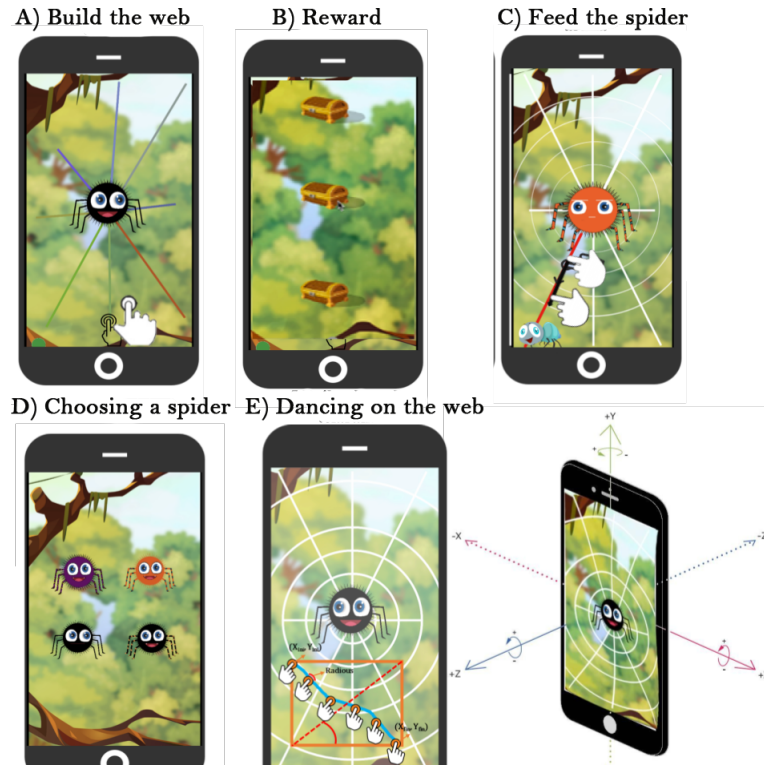 A) Build the web
B) Reward
C) Feed the spider
D) Choosing a spider
E) Dancing on the web
+Y
+ -
-X
-Z
Radious
+
-
+
-
+Z